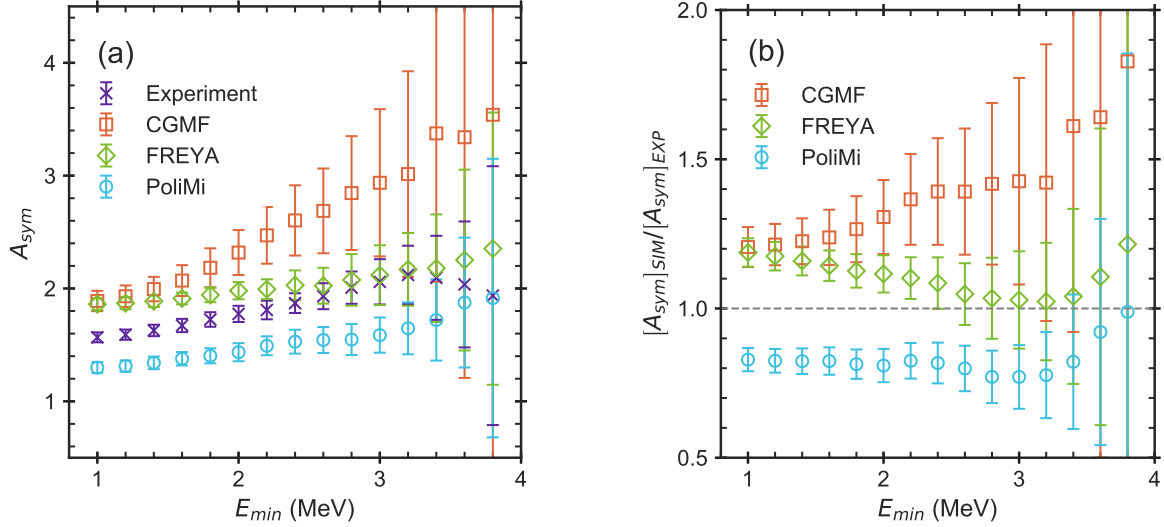 (a)
Experiment
CGMF
FREYA
PoliMi
4
3
2
1
A_sym
1 2 3 4
E_min (MeV)
(b)
CGMF
FREYA
PoliMi
2.0
1.5
1.0
0.5
[A_sym]_SIM/[A_sym]_EXP
1 2 3 4
E_min (MeV)